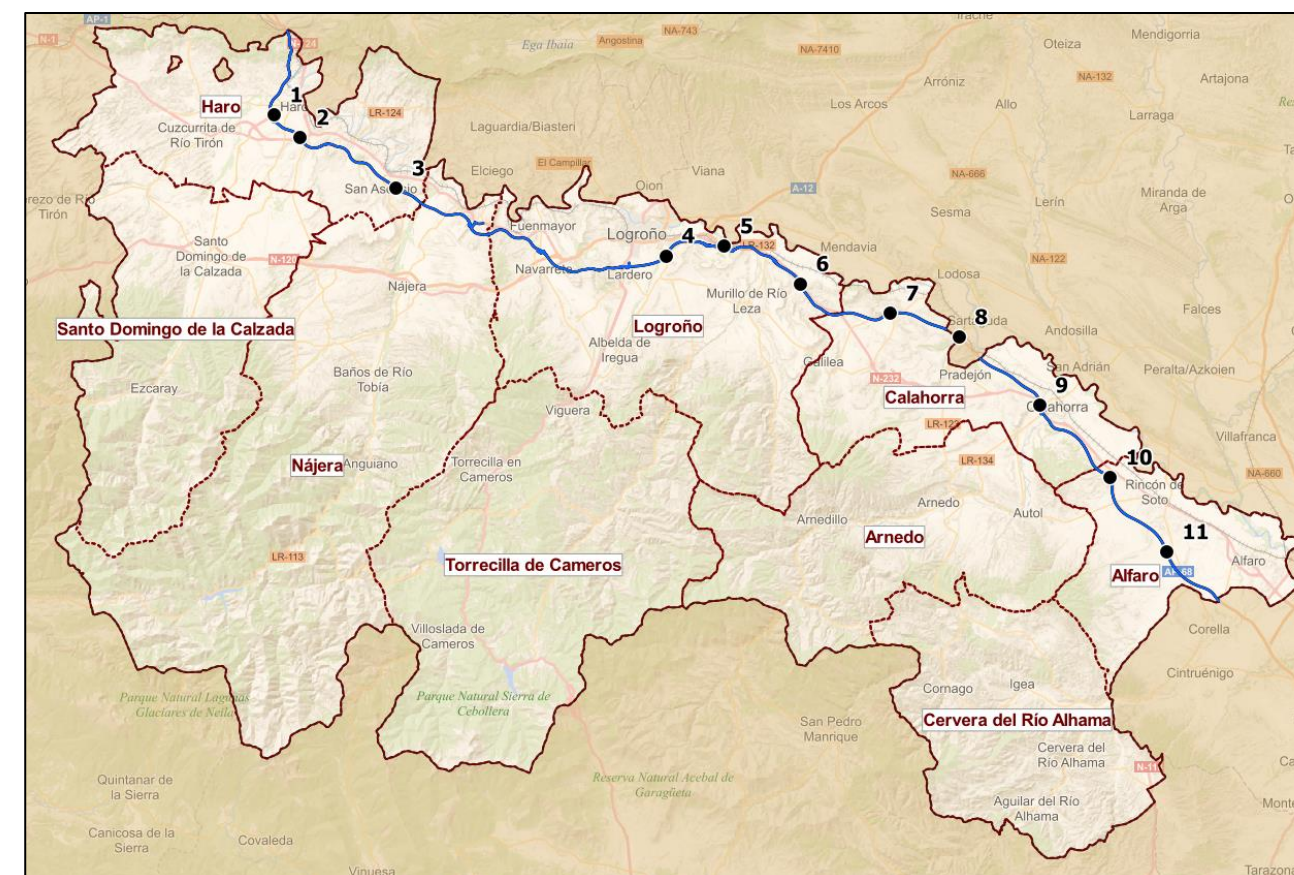 AP-1
N-1
A-124
Ega Ibaia
Angostina
NA-743
NA-7410
Irache
Oteiza
Mendigorria
NA-132
Artajona
Arróniz
Los Arcos
Allo
Larraga
1
Haro
Haro
2
LR-124
Cuzcurrita de
Río Tirón
Laguardia/Biasteri
Elciego
El Campillar
Viana
Oion
A-12
NA-666
Lerín
Miranda de
Arga
Sesma
3
San Asensio
Fuenmayor
Logroño
4
5
LR-132
Mendavia
NA-122
Santo
Domingo de
la Calzada
N-120
Navarrete
Lardero
6
Lodosa
Nájera
Murillo de Río
Leza
7
Falces
Santo Domingo de la Calzada
Logroño
Sartaguda
8
Andosilla
Albelda de
Iregua
Galilea
San Adrián
Peralta/Azkoien
Baños de Río
Tobía
N-232
Pradejón
Ezcaray
9
Calahorra
Calahorra
Viguera
LR-123
Villafranca
Nájera
Anguiano
Torrecilla en
Cameros
LR-134
10
NA-660
Rincón de
Soto
Arnedillo
Arnedo
Autol
Arnedo
11
LR-113
Torrecilla de Cameros
Alfaro
AP-68
Alfaro
Villoslada de
Cameros
Corella
Cintruénigo
Parque Natural Lagunas
Glaciares de Neila
Parque Natural Sierra de
Cebollera
Cornago
Igea
San Pedro
Manrique
Cervera del Río Alhama
Cervera del
Río Alhama
Quintanar de
la Sierra
Reserva Natural Acebal de
Garagüeta
Aguilar del Río
Alhama
Canicosa de la
Sierra
Covaleda
Vinuesa
Tarazona